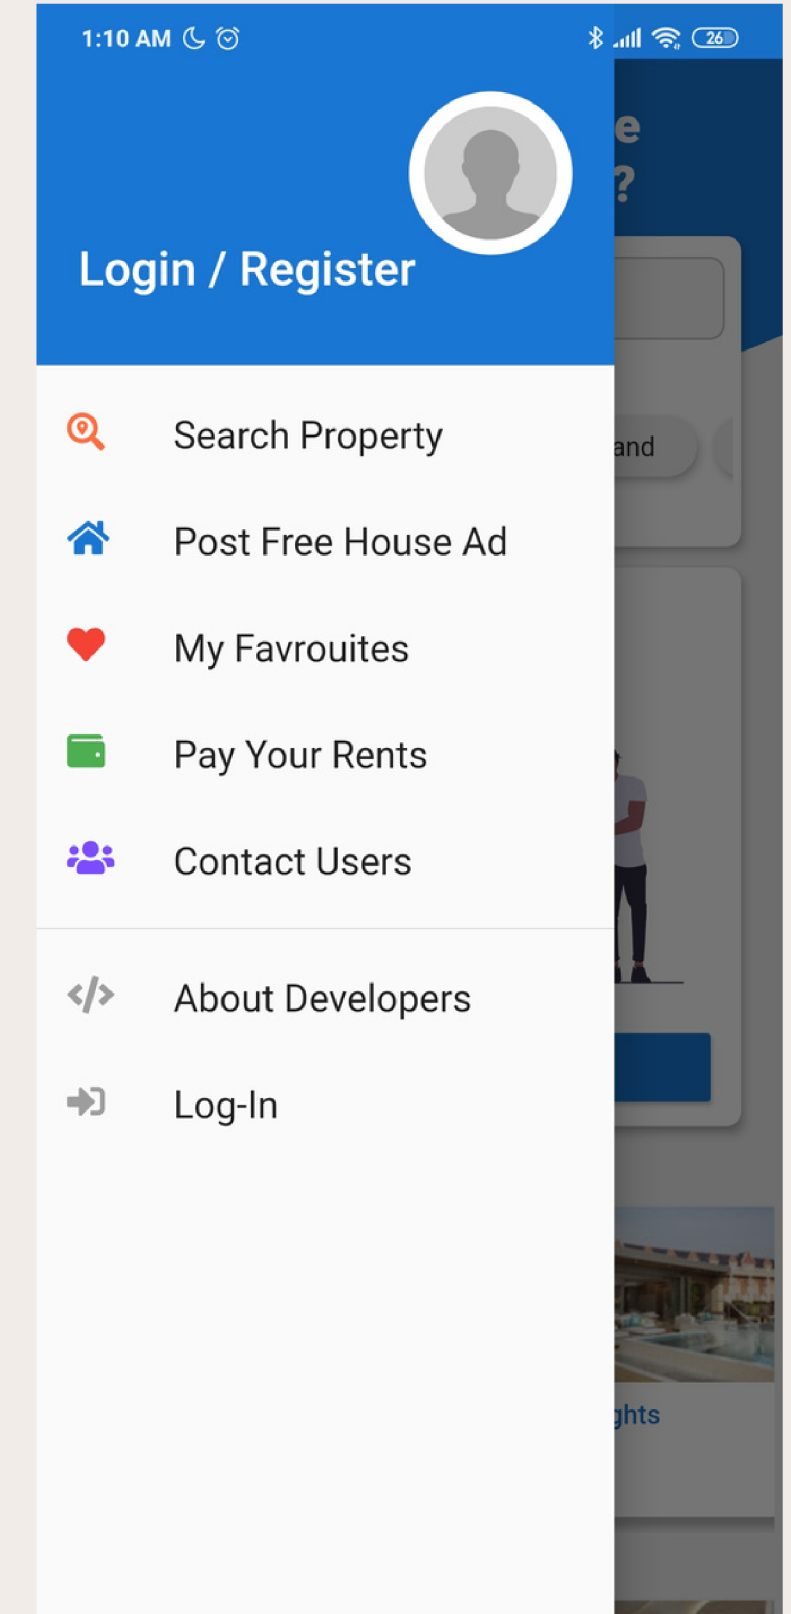 1:10 AM 26
e
?
Login / Register
Search Property
and
Post Free House Ad
My Favrouites
Pay Your Rents
Contact Users
About Developers
Log-In
ghts